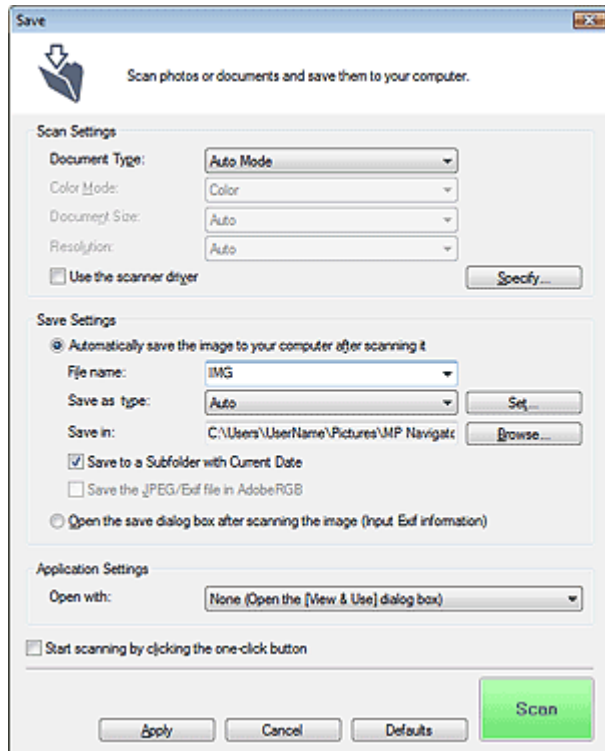 Save
Scan photos or documents and save them to your computer.
Scan Settings
Document Type: Auto Mode
Color Mode: Color
Document Size: Auto
Resolution: Auto
Use the scanner driver Specify...
Save Settings
Automatically save the image to your computer after scanning it
File name: IMG
Save as type: Auto Set...
Save in: C:\Users\UserName\Pictures\MP Navigato Browse...
Save to a Subfolder with Current Date
Save the JPEG/Exif file in AdobeRGB
Open the save dialog box after scanning the image (Input Exif information)
Application Settings
Open with: None (Open the [View & Use] dialog box)
Start scanning by clicking the one-click button
Scan
Apply Cancel Defaults